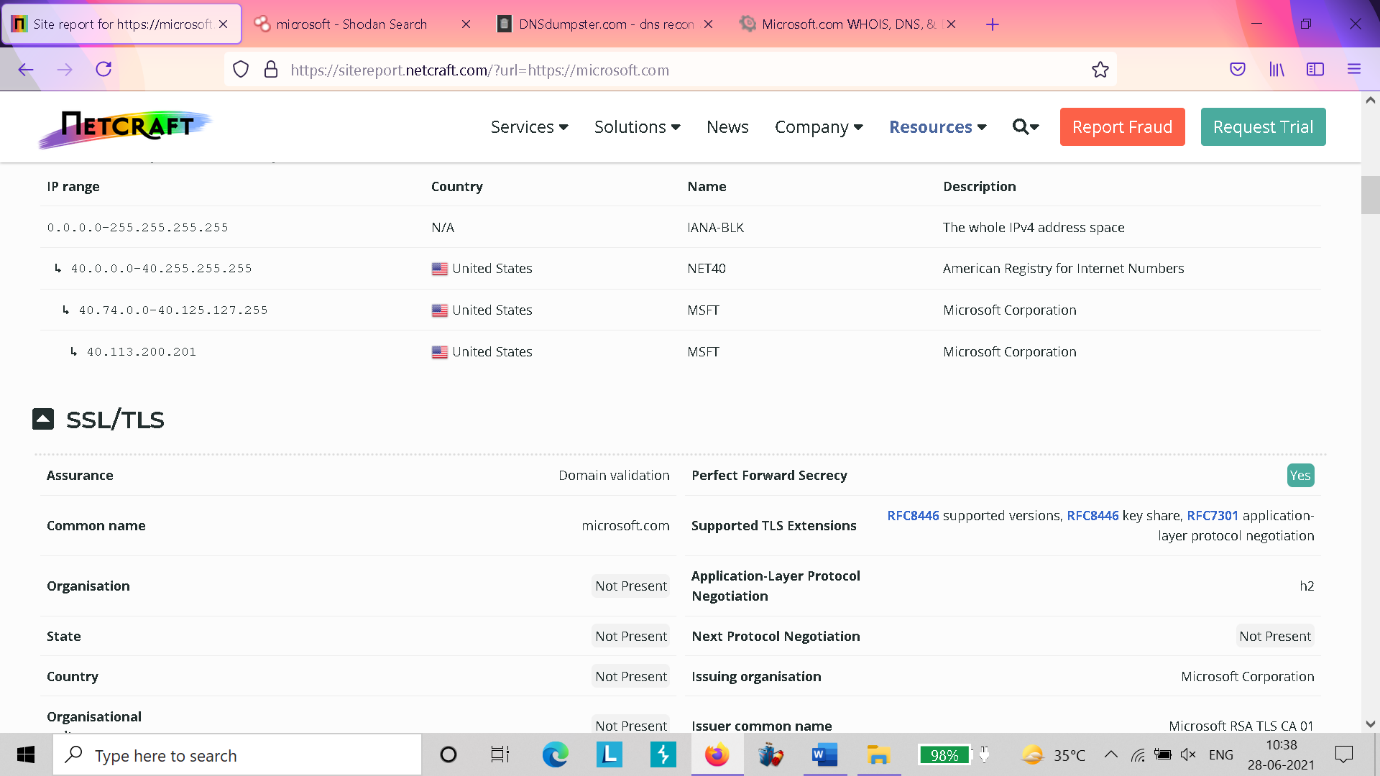 Site report for https://microsoft
microsoft - Shodan Search
DNSdumpster.com - dns recon
Microsoft.com WHOIS, DNS, &
https://sitereport.netcraft.com/?url=https://microsoft.com
NETCRAFT
Services
Solutions
News
Company
Resources
Report Fraud
Request Trial
IP range
Country
Name
Description
0.0.0.0-255.255.255.255
N/A
IANA-BLK
The whole IPv4 address space
↳ 40.0.0.0-40.255.255.255
United States
NET40
American Registry for Internet Numbers
↳ 40.74.0.0-40.125.127.255
United States
MSFT
Microsoft Corporation
↳ 40.113.200.201
United States
MSFT
Microsoft Corporation
SSL/TLS
Assurance
Domain validation
Perfect Forward Secrecy
Yes
Common name
microsoft.com
Supported TLS Extensions
RFC8446 supported versions, RFC8446 key share, RFC7301 application-
layer protocol negotiation
Organisation
Not Present
Application-Layer Protocol
Negotiation
h2
State
Not Present
Next Protocol Negotiation
Not Present
Country
Not Present
Issuing organisation
Microsoft Corporation
Organisational
Not Present
Issuer common name
Microsoft RSA TLS CA 01
Type here to search
98%
35°C
ENG
10:38
28-06-2021